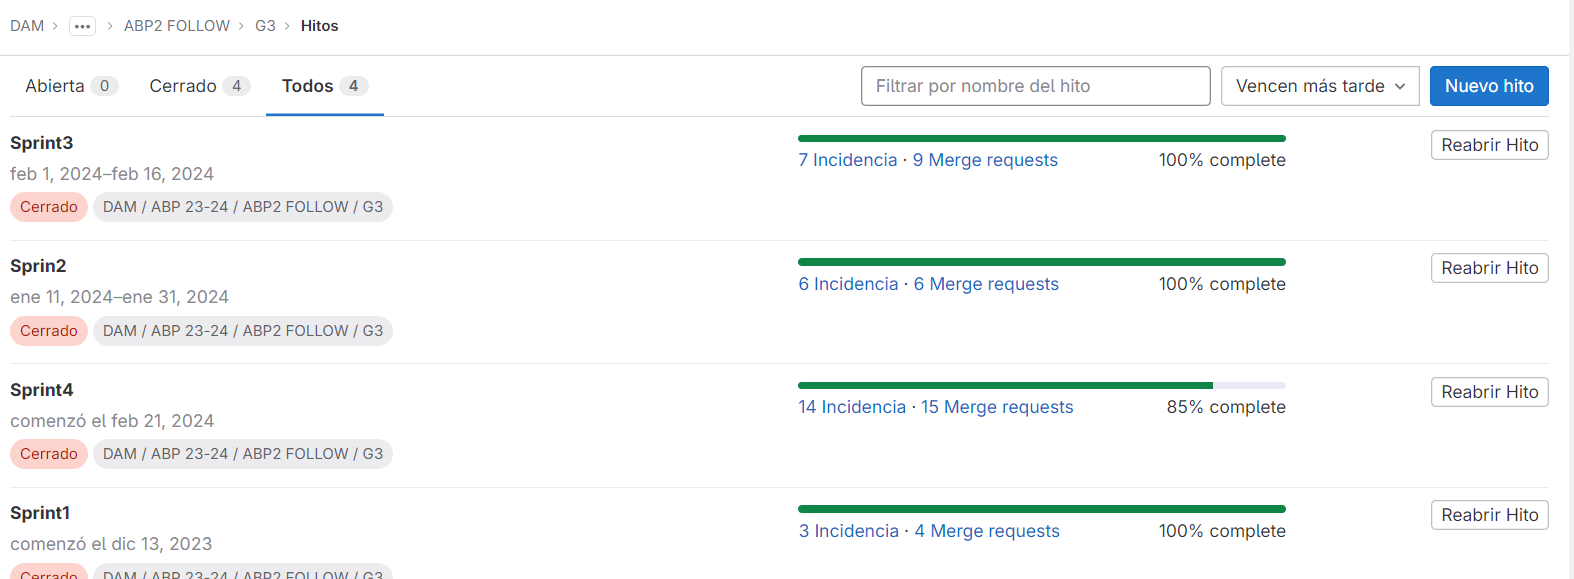 DAM > ••• > ABP2 FOLLOW > G3 > Hitos
Abierta 0 Cerrado 4 Todos 4 Filtrar por nombre del hito Vencen más tarde Nuevo hito
Sprint3
7 Incidencia · 9 Merge requests 100% complete Reabrir Hito
feb 1, 2024–feb 16, 2024
Cerrado DAM / ABP 23-24 / ABP2 FOLLOW / G3
Sprin2
6 Incidencia · 6 Merge requests 100% complete Reabrir Hito
ene 11, 2024–ene 31, 2024
Cerrado DAM / ABP 23-24 / ABP2 FOLLOW / G3
Sprint4
14 Incidencia · 15 Merge requests 85% complete Reabrir Hito
comenzó el feb 21, 2024
Cerrado DAM / ABP 23-24 / ABP2 FOLLOW / G3
Sprint1
3 Incidencia · 4 Merge requests 100% complete Reabrir Hito
comenzó el dic 13, 2023
Cerrado DAM / ABP 23-24 / ABP2 FOLLOW / G3